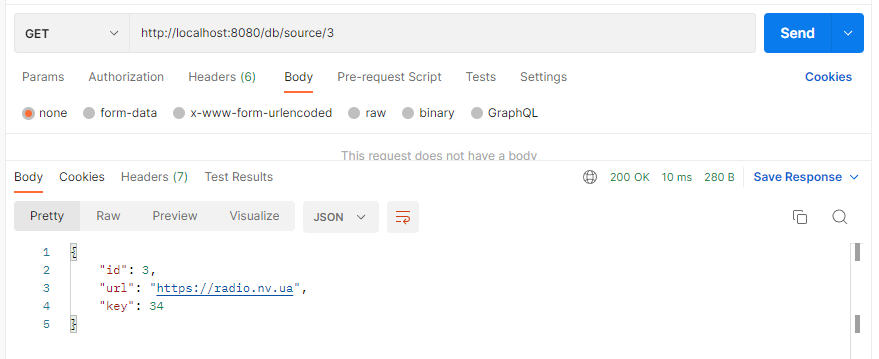 GET http://localhost:8080/db/source/3 Send
Params Authorization Headers (6) Body Pre-request Script Tests Settings Cookies
none form-data x-www-form-urlencoded raw binary GraphQL
This request does not have a body
Body Cookies Headers (7) Test Results 200 OK 10 ms 280 B Save Response
Pretty Raw Preview Visualize JSON
1 {
2 "id": 3,
3 "url": "https://radio.nv.ua",
4 "key": 34
5 }